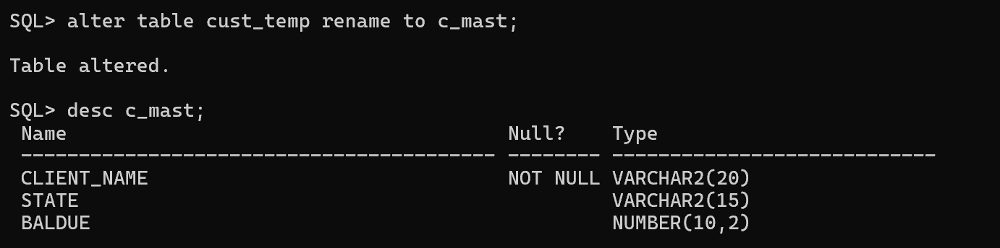 SQL> alter table cust_temp rename to c_mast;
Table altered.
SQL> desc c_mast;
 Name                                      Null?    Type
 ----------------------------------------- -------- ----------------------------
 CLIENT_NAME                               NOT NULL VARCHAR2(20)
 STATE                                              VARCHAR2(15)
 BALDUE                                             NUMBER(10,2)